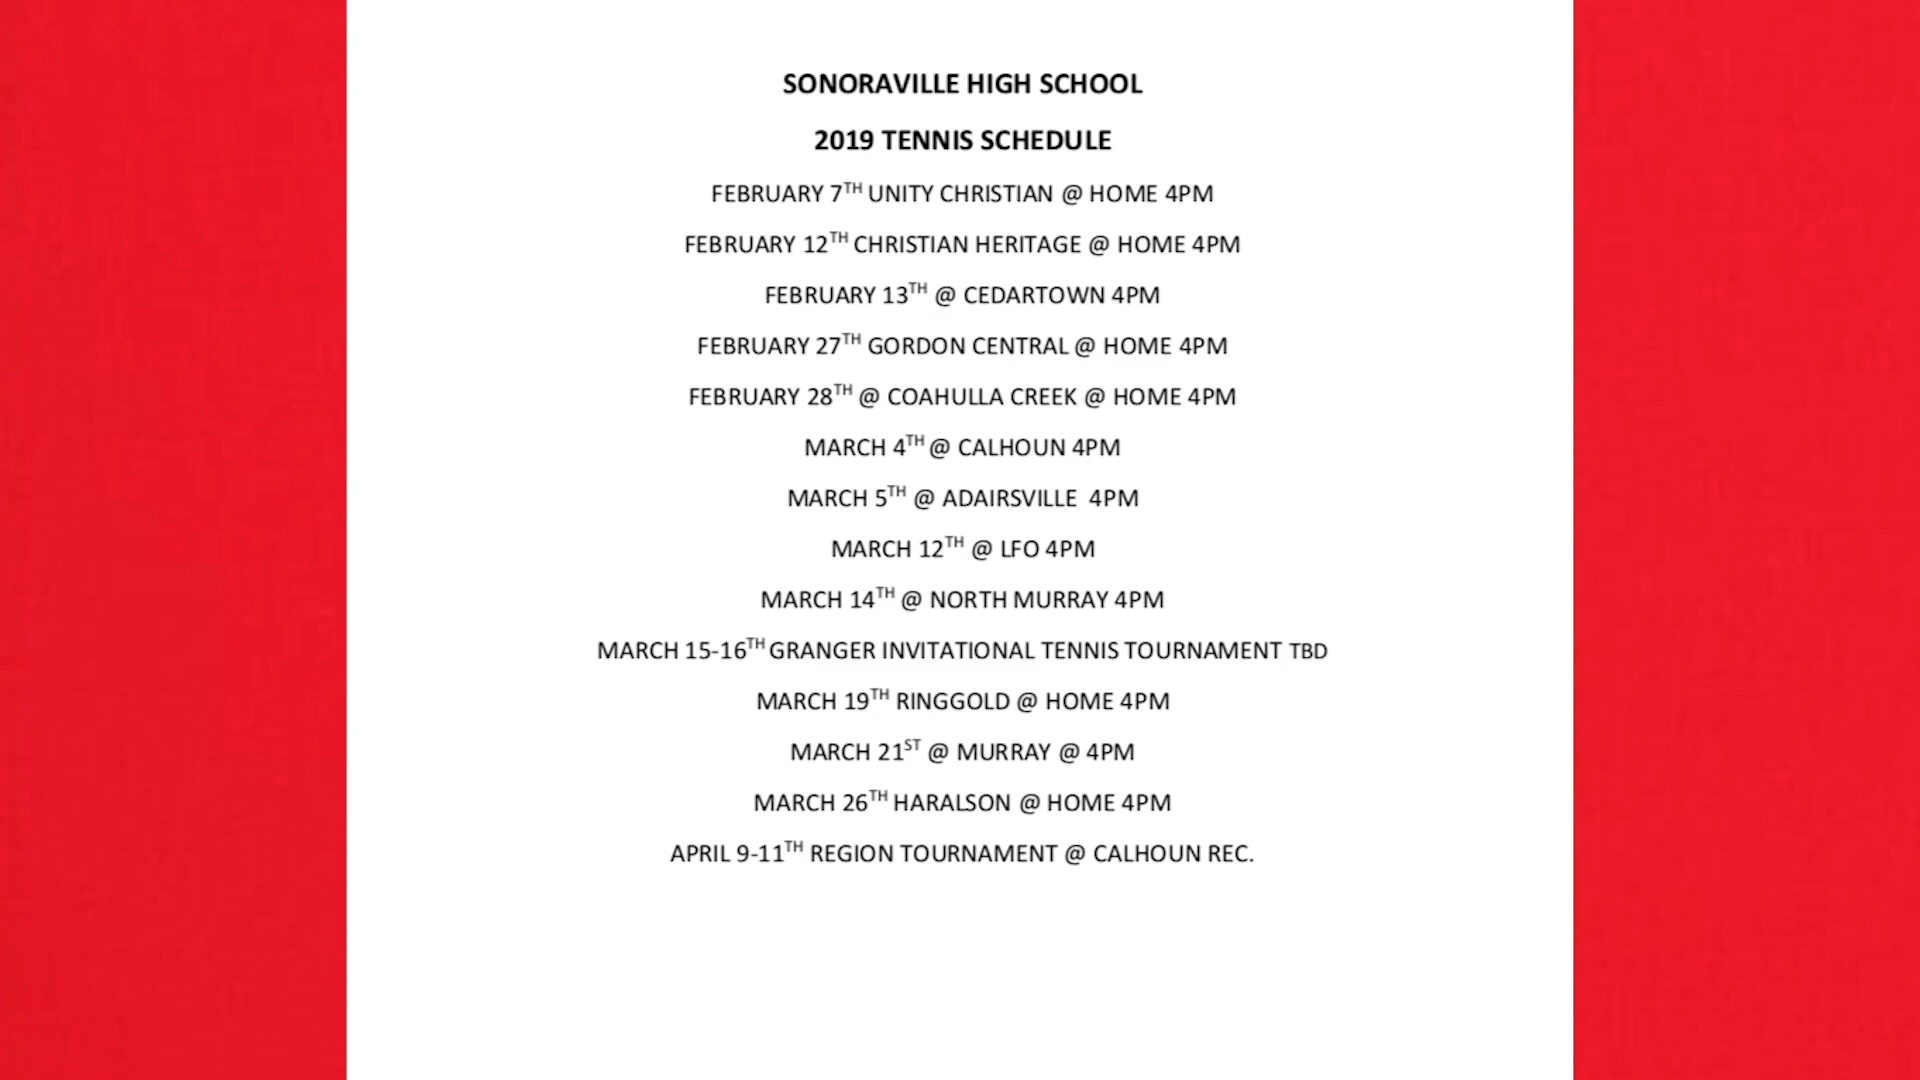 SONORAVILLE HIGH SCHOOL
2019 TENNIS SCHEDULE
FEBRUARY 7TH UNITY CHRISTIAN @ HOME 4PM
FEBRUARY 12TH CHRISTIAN HERITAGE @ HOME 4PM
FEBRUARY 13TH @ CEDARTOWN 4PM
FEBRUARY 27TH GORDON CENTRAL @ HOME 4PM
FEBRUARY 28TH @ COAHULLA CREEK @ HOME 4PM
MARCH 4TH @ CALHOUN 4PM
MARCH 5TH @ ADAIRSVILLE  4PM
MARCH 12TH @ LFO 4PM
MARCH 14TH @ NORTH MURRAY 4PM
MARCH 15-16TH GRANGER INVITATIONAL TENNIS TOURNAMENT TBD
MARCH 19TH RINGGOLD @ HOME 4PM
MARCH 21ST @ MURRAY @ 4PM
MARCH 26TH HARALSON @ HOME 4PM
APRIL 9-11TH REGION TOURNAMENT @ CALHOUN REC.